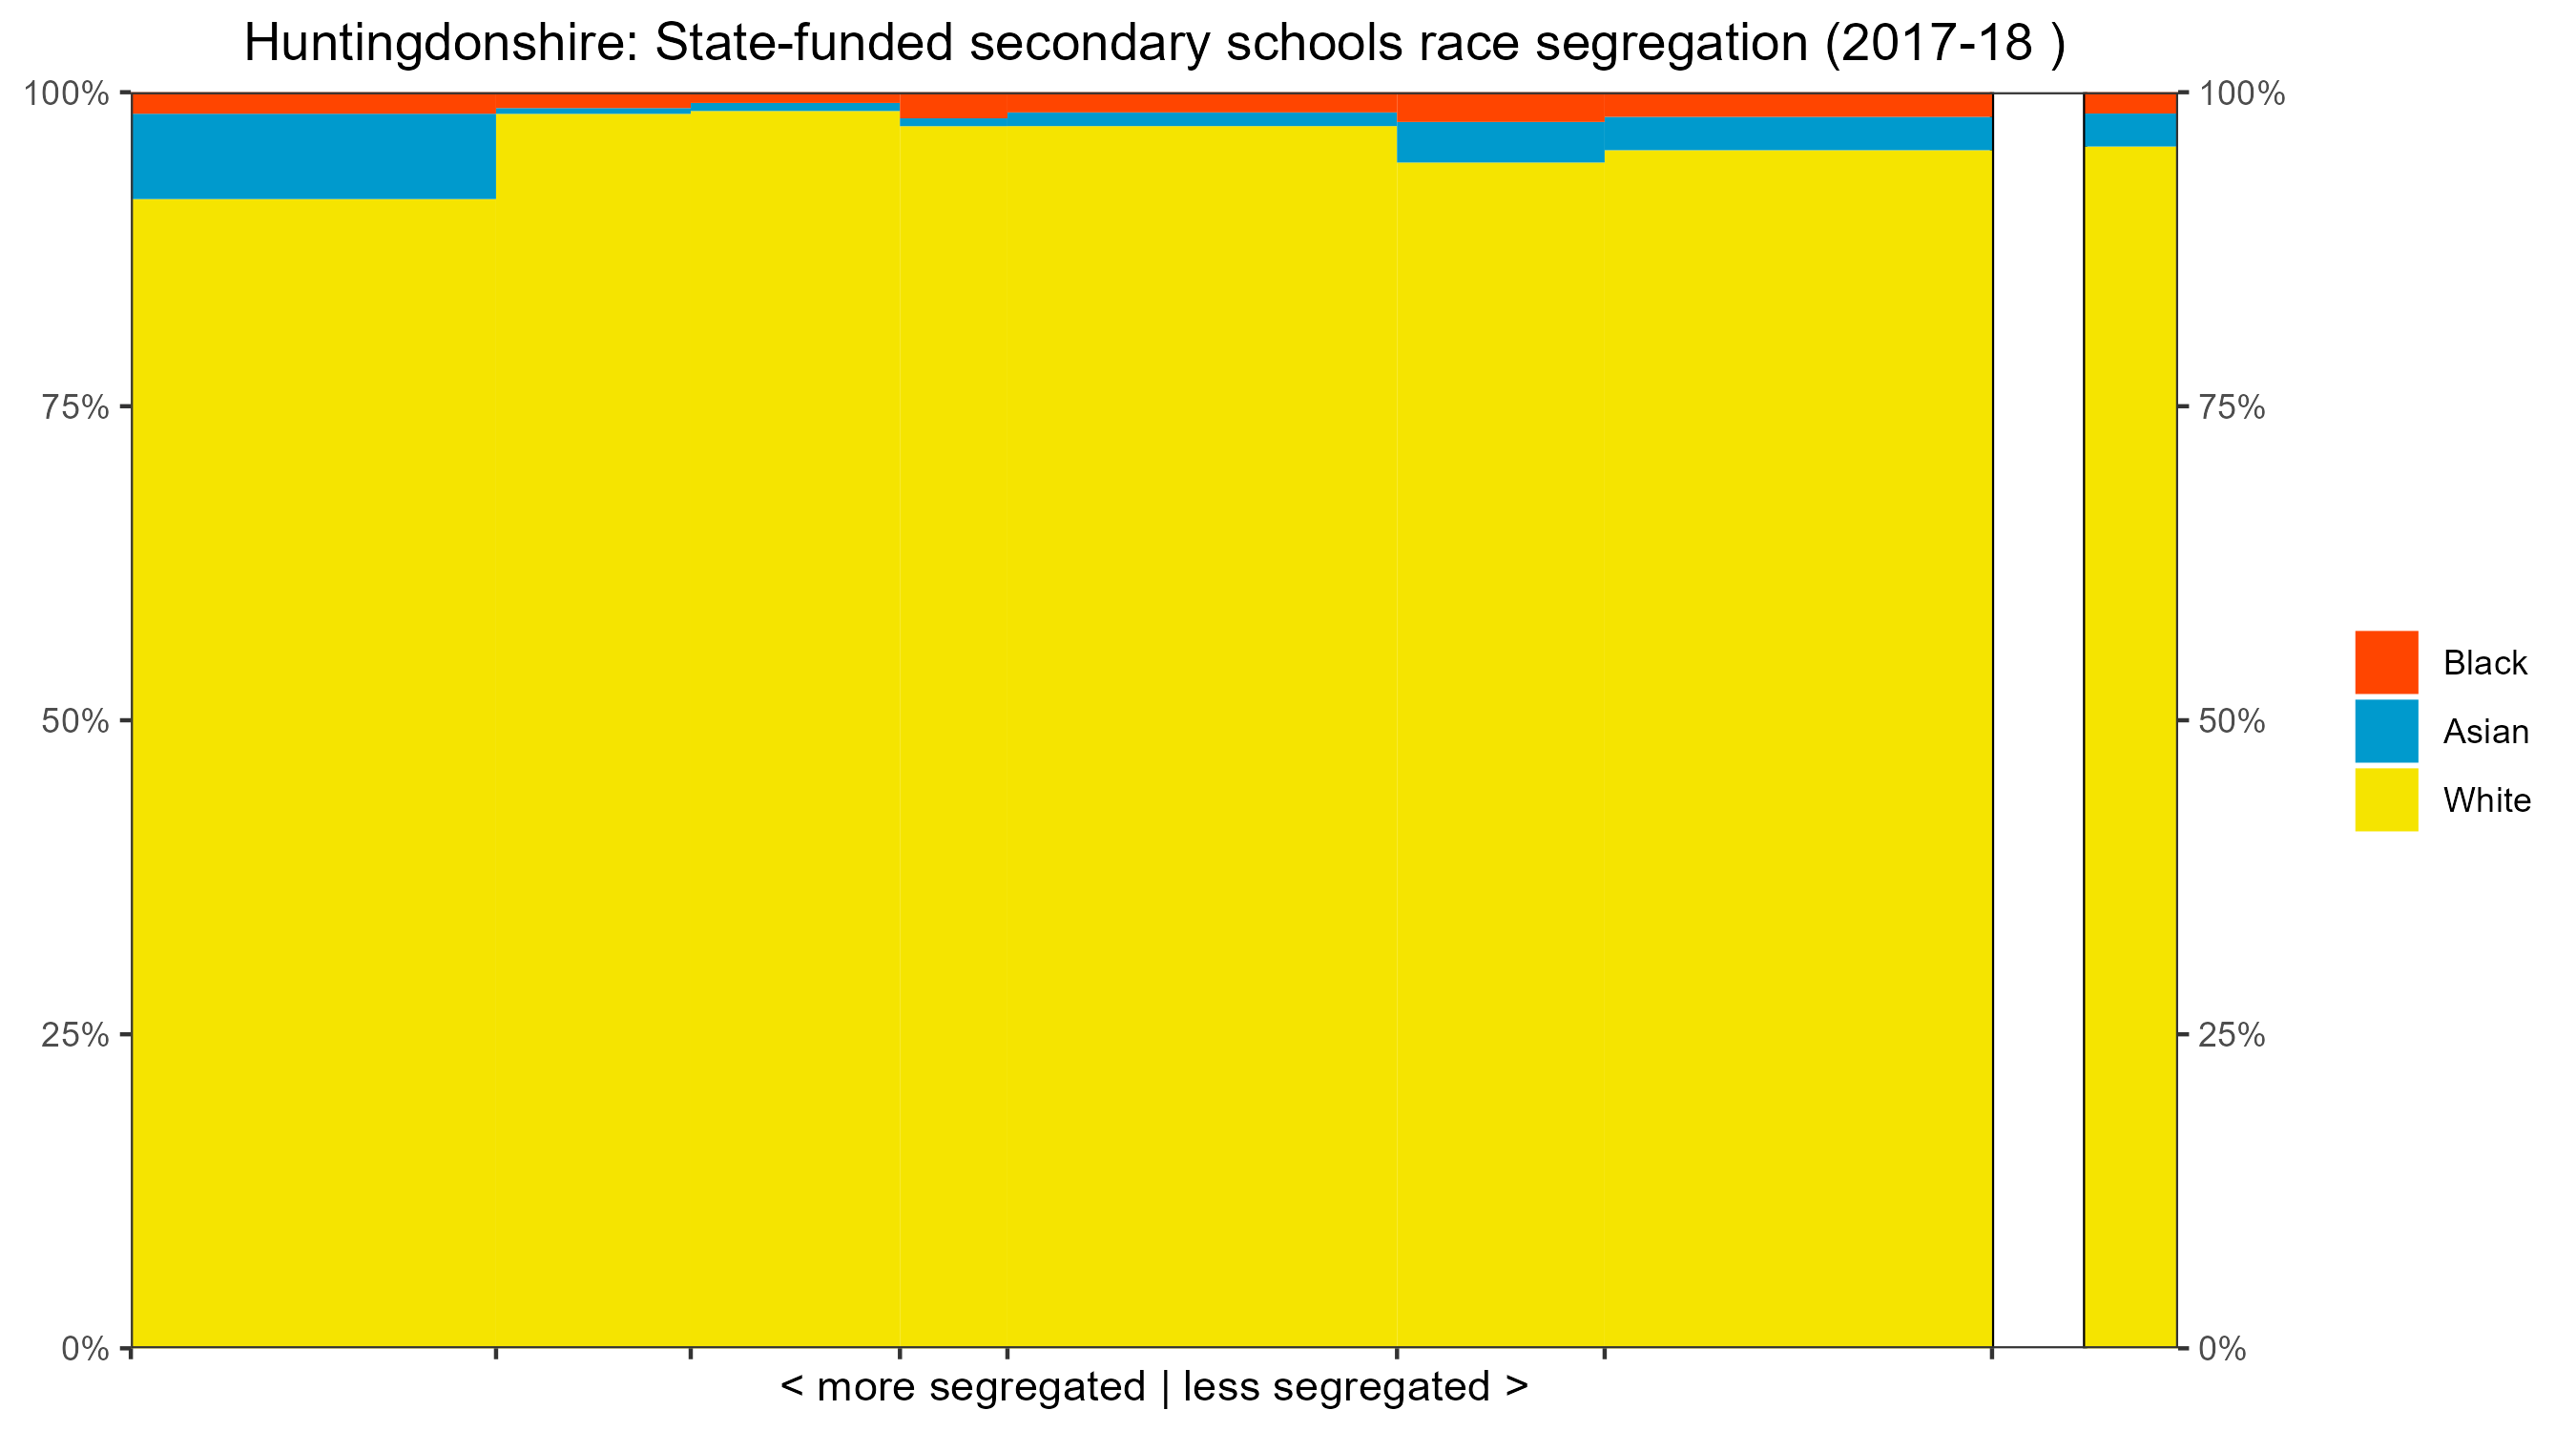 Huntingdonshire: State-funded secondary schools race segregation (2017-18 )
100%
75%
50%
25%
0%
100%
75%
50%
25%
0%
Black
Asian
White
< more segregated | less segregated >